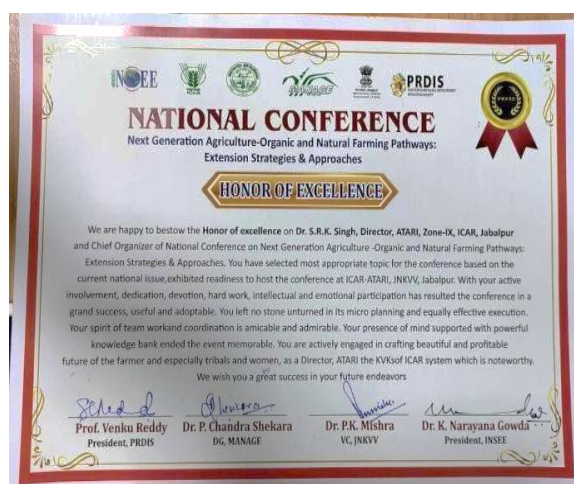 INSEE
ICAR
MANAGE
PRDIS
NATIONAL CONFERENCE
Next Generation Agriculture-Organic and Natural Farming Pathways:
Extension Strategies & Approaches
HONOR OF EXCELLENCE
We are happy to bestow the Honor of excellence on Dr. S.R.K. Singh, Director, ATARI, Zone-IX, ICAR, Jabalpur
and Chief Organizer of National Conference on Next Generation Agriculture -Organic and Natural Farming Pathways:
Extension Strategies & Approaches. You have selected most appropriate topic for the conference based on the
current national issue,exhibited readiness to host the conference at ICAR-ATARI, JNKVV, Jabalpur. With your active
involvement, dedication, devotion, hard work, intellectual and emotional participation has resulted the conference in a
grand success, useful and adoptable. You left no stone unturned in its micro planning and equally effective execution.
Your spirit of team workand coordination is amicable and admirable. Your presence of mind supported with powerful
knowledge bank ended the event memorable. You are actively engaged in crafting beautiful and profitable
future of the farmer and especially tribals and women, as a Director, ATARI the KVKsof ICAR system which is noteworthy.
We wish you a great success in your future endeavors
Prof. Venku Reddy
President, PRDIS
Dr. P. Chandra Shekara
DG, MANAGE
Dr. P.K. MIshra
VC, JNKVV
Dr. K. Narayana Gowda
President, INSEE